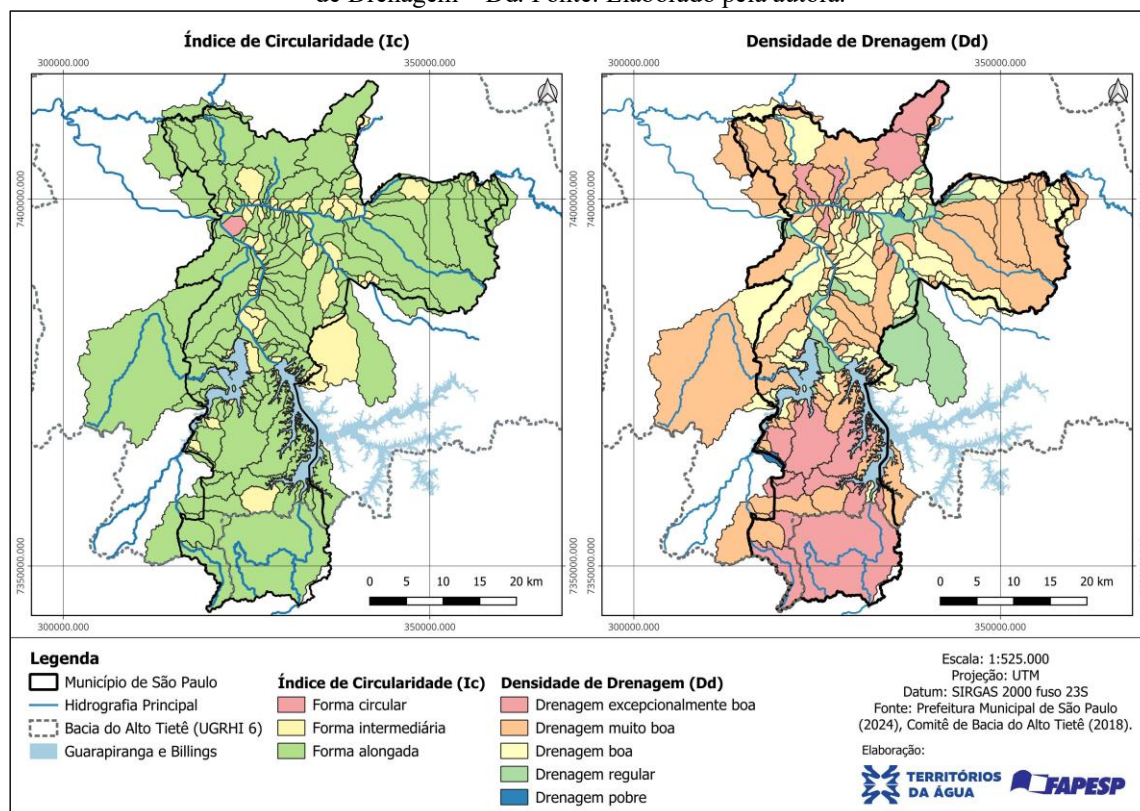 de Drenagem – Dd. Fonte: Elaborado pela autora.
Índice de Circularidade (Ic)
300000.000
350000.000
7400000.000
7350000.000
0 5 10 15 20 km
300000.000
350000.000
Densidade de Drenagem (Dd)
300000.000
350000.000
7400000.000
7350000.000
0 5 10 15 20 km
300000.000
350000.000
Legenda
Município de São Paulo
Hidrografia Principal
Bacia do Alto Tietê (UGRHI 6)
Guarapiranga e Billings
Índice de Circularidade (Ic)
Forma circular
Forma intermediária
Forma alongada
Densidade de Drenagem (Dd)
Drenagem excepcionalmente boa
Drenagem muito boa
Drenagem boa
Drenagem regular
Drenagem pobre
Escala: 1:525.000
Projeção: UTM
Datum: SIRGAS 2000 fuso 23S
Fonte: Prefeitura Municipal de São Paulo
(2024), Comitê de Bacia do Alto Tietê (2018).
Elaboração:
TERRITÓRIOS
DA ÁGUA
FAPESP